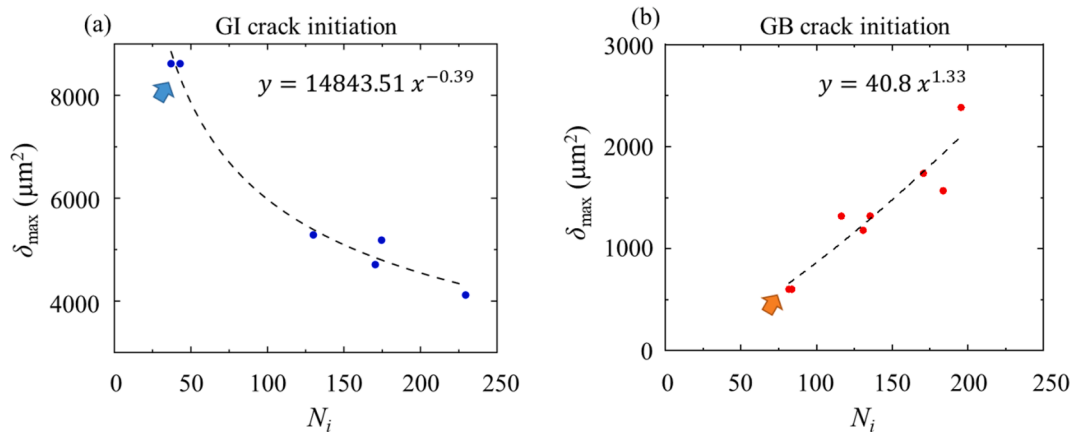 (a)
GI crack initiation
y = 14843.51 x^−0.39
8000
6000
4000
δmax (μm²)
0 50 100 150 200 250
Ni
(b)
GB crack initiation
y = 40.8 x^1.33
3000
2000
1000
0
δmax (μm²)
0 50 100 150 200 250
Ni